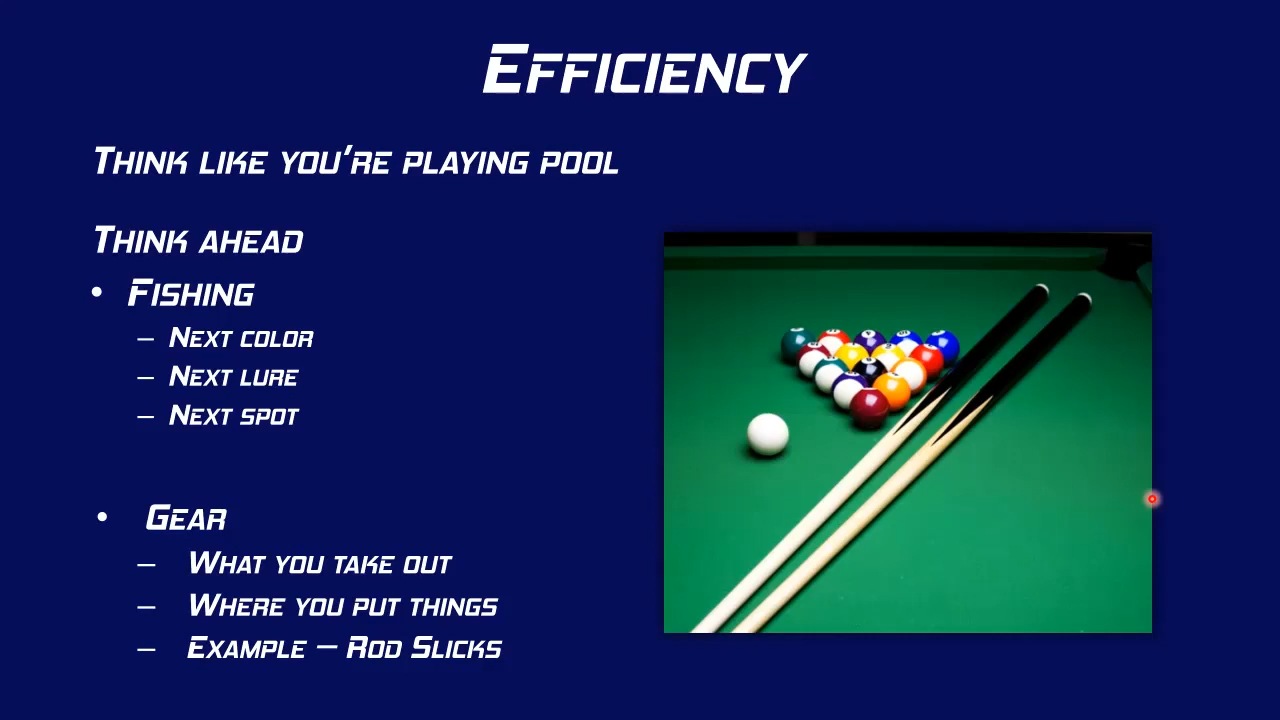 Efficiency
Think like you're playing pool
Think ahead
• Fishing
– Next color
– Next lure
– Next spot
• Gear
– What you take out
– Where you put things
– Example – Rod Slicks